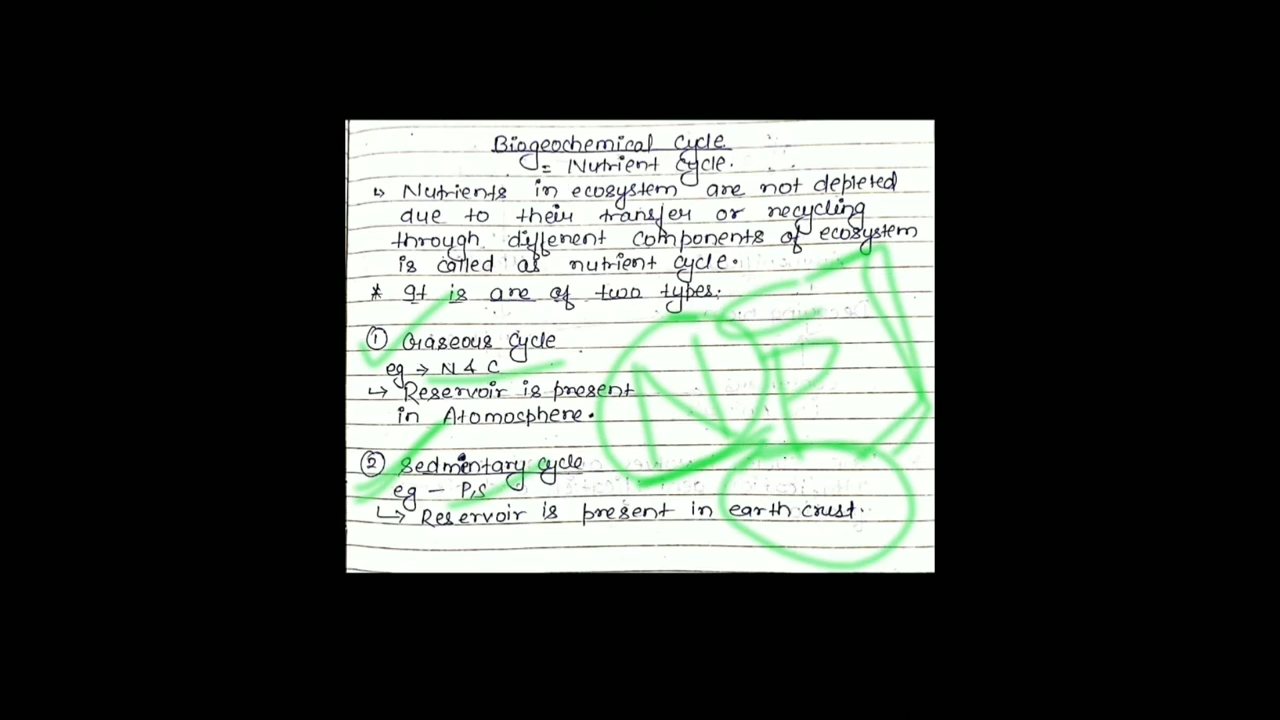 Biogeochemical Cycle
= Nutrient Cycle.
↳ Nutrients in ecosystem are not depleted
due to their transfer or recycling
through different components of ecosystem
is called as nutrient cycle.
* It is are of two types.
① Gaseous cycle
eg → N & C
↳ Reservoir is present
in Atomosphere.
NP
② Sedmentary cycle
eg - P,S
↳ Reservoir is present in earth crust.